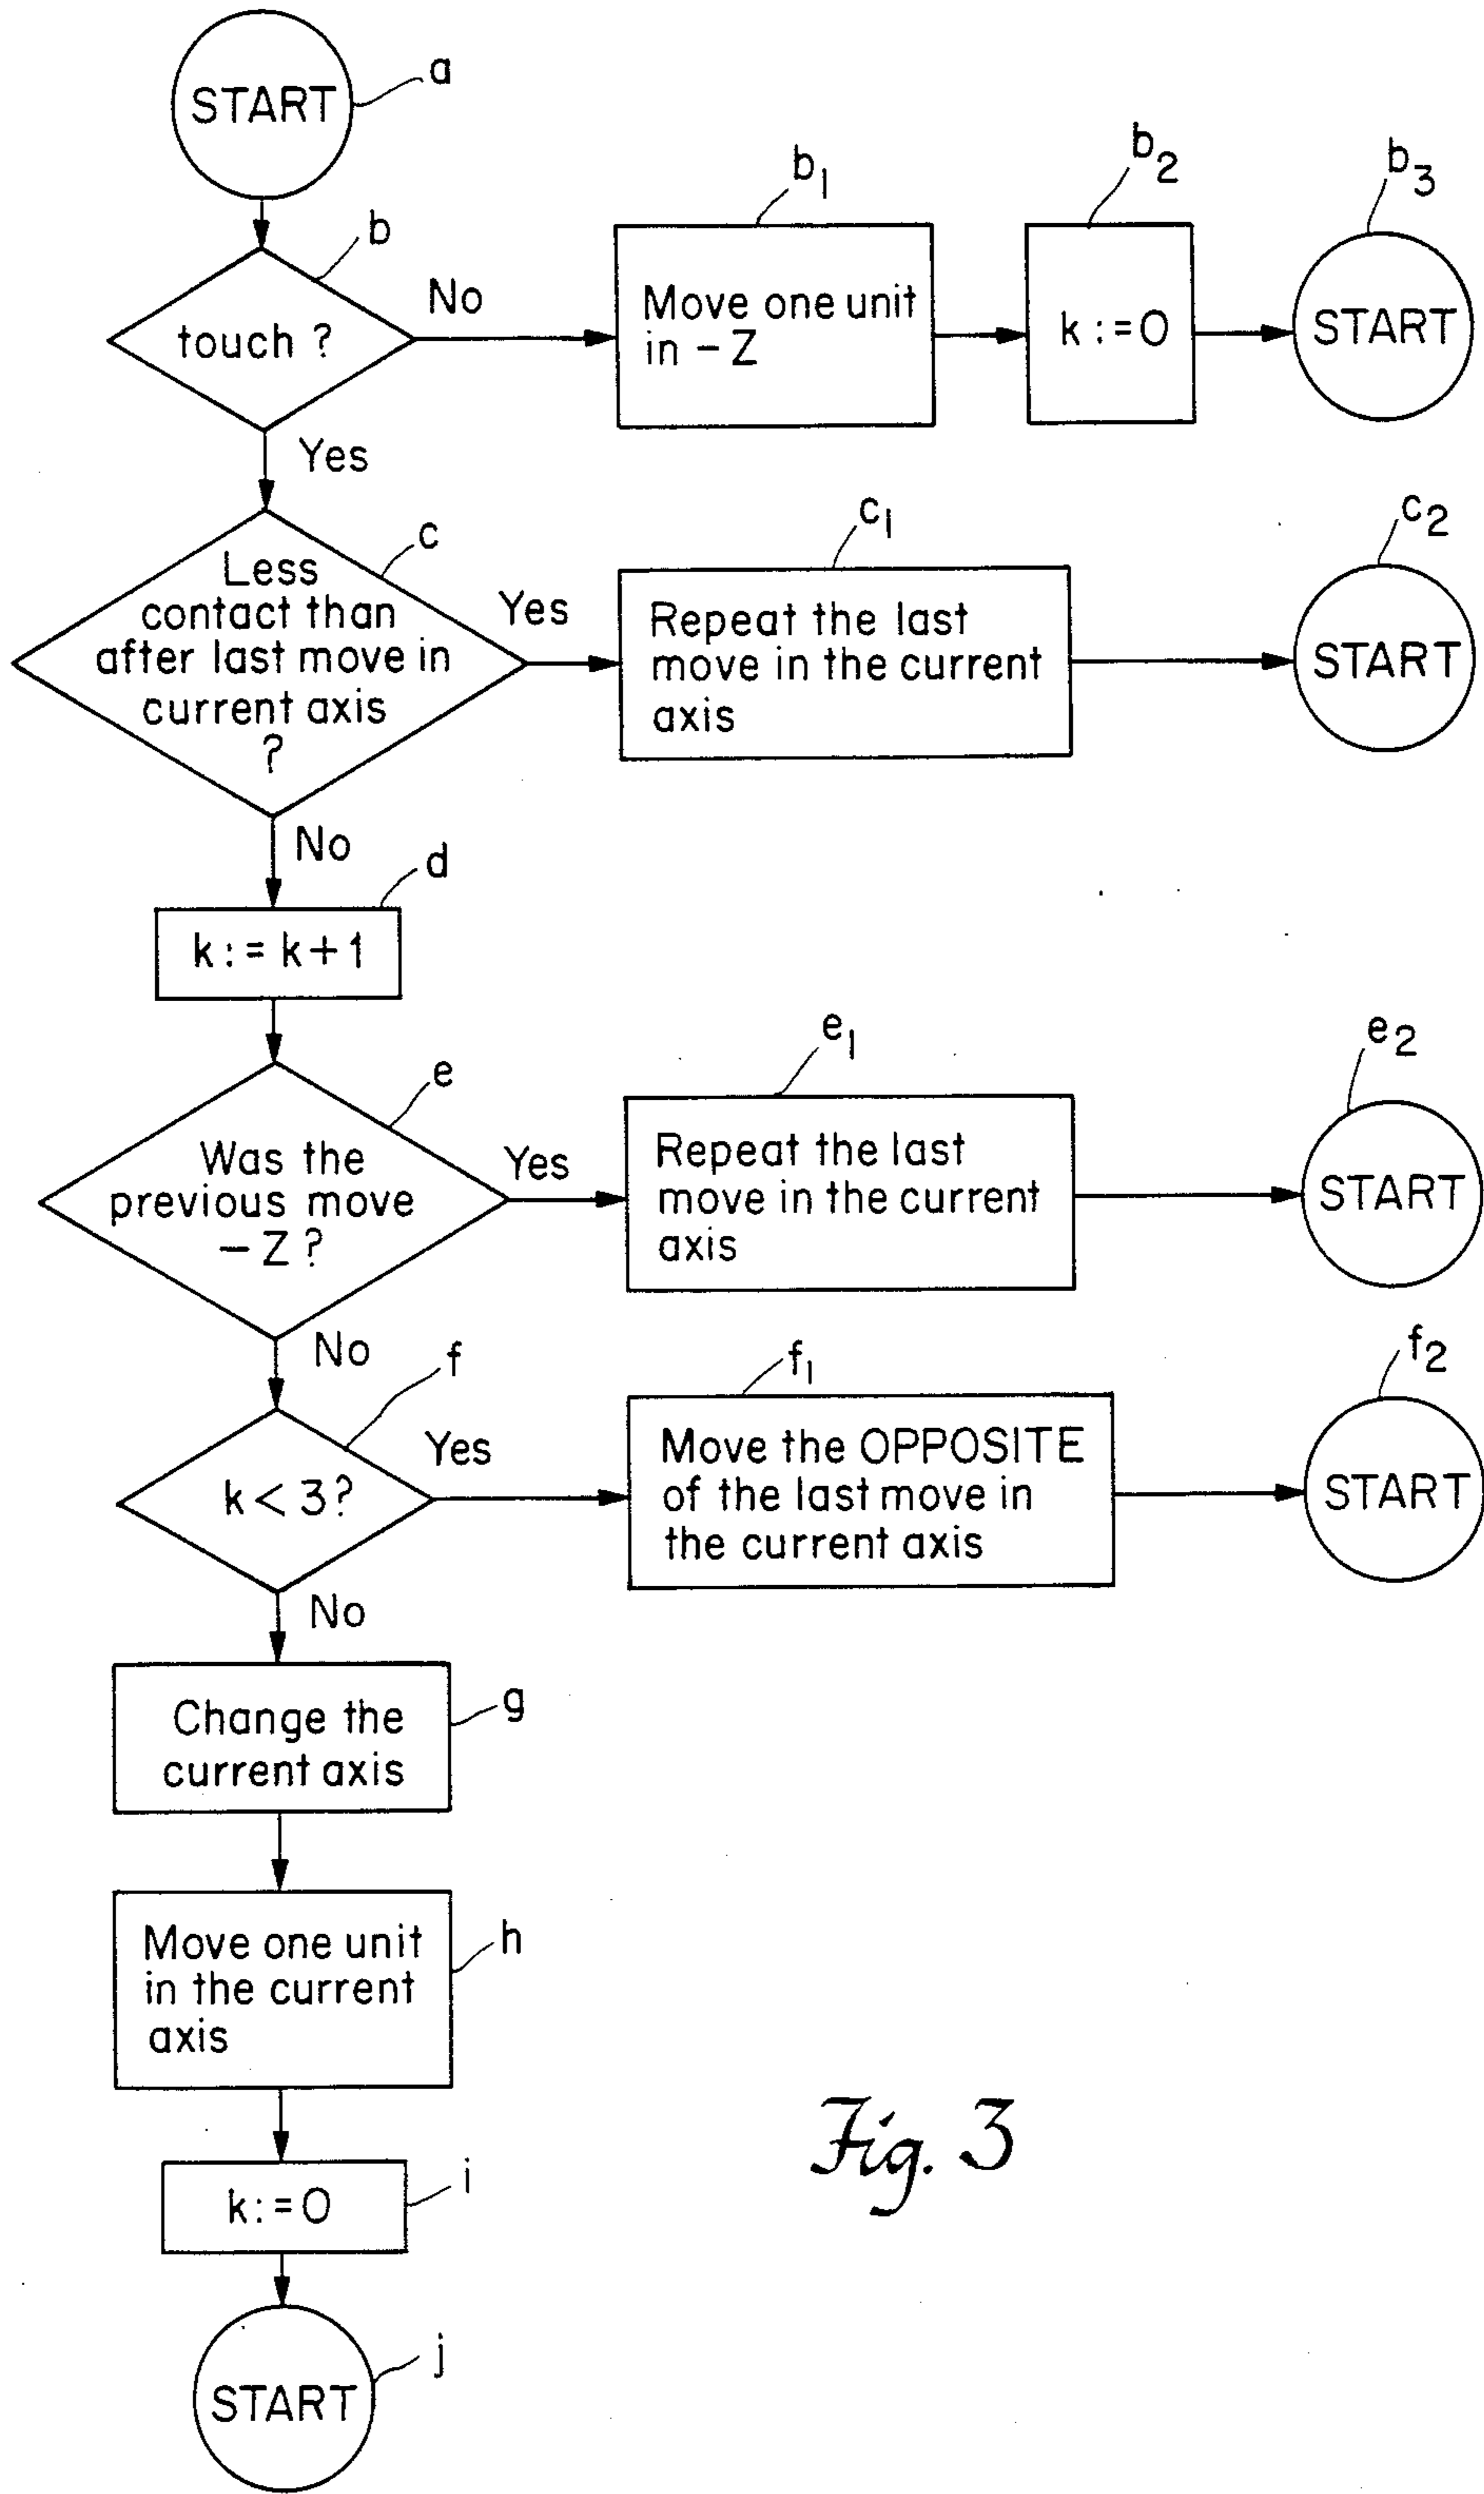 START
a
b
touch ?
No
b1
Move one unit
in – Z
b2
k := 0
b3
START
Yes
c
Less
contact than
after last move in
current axis
?
Yes
c1
Repeat the last
move in the current
axis
c2
START
No
d
k := k + 1
e
Was the
previous move
– Z ?
Yes
e1
Repeat the last
move in the current
axis
e2
START
No
f
k < 3?
Yes
f1
Move the OPPOSITE
of the last move in
the current axis
f2
START
No
g
Change the
current axis
h
Move one unit
in the current
axis
i
k := 0
j
START
Fig. 3